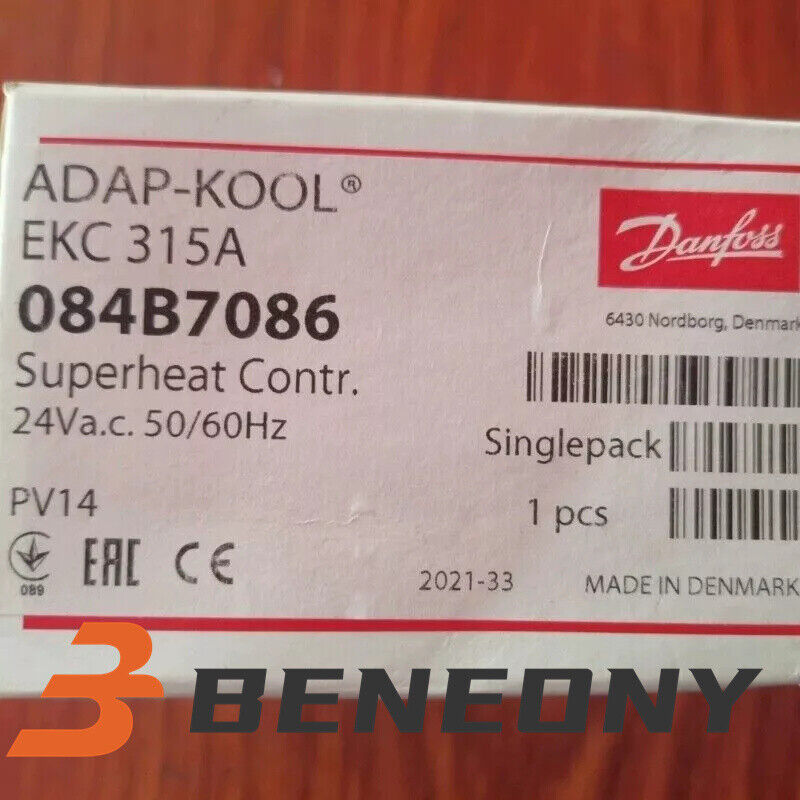 ADAP-KOOL®
EKC 315A
084B7086
Superheat Contr.
24Va.c. 50/60Hz
PV14
089
EAC CE
Danfoss
6430 Nordborg, Denmark
Singlepack
1 pcs
2021-33 MADE IN DENMARK
BENEONY